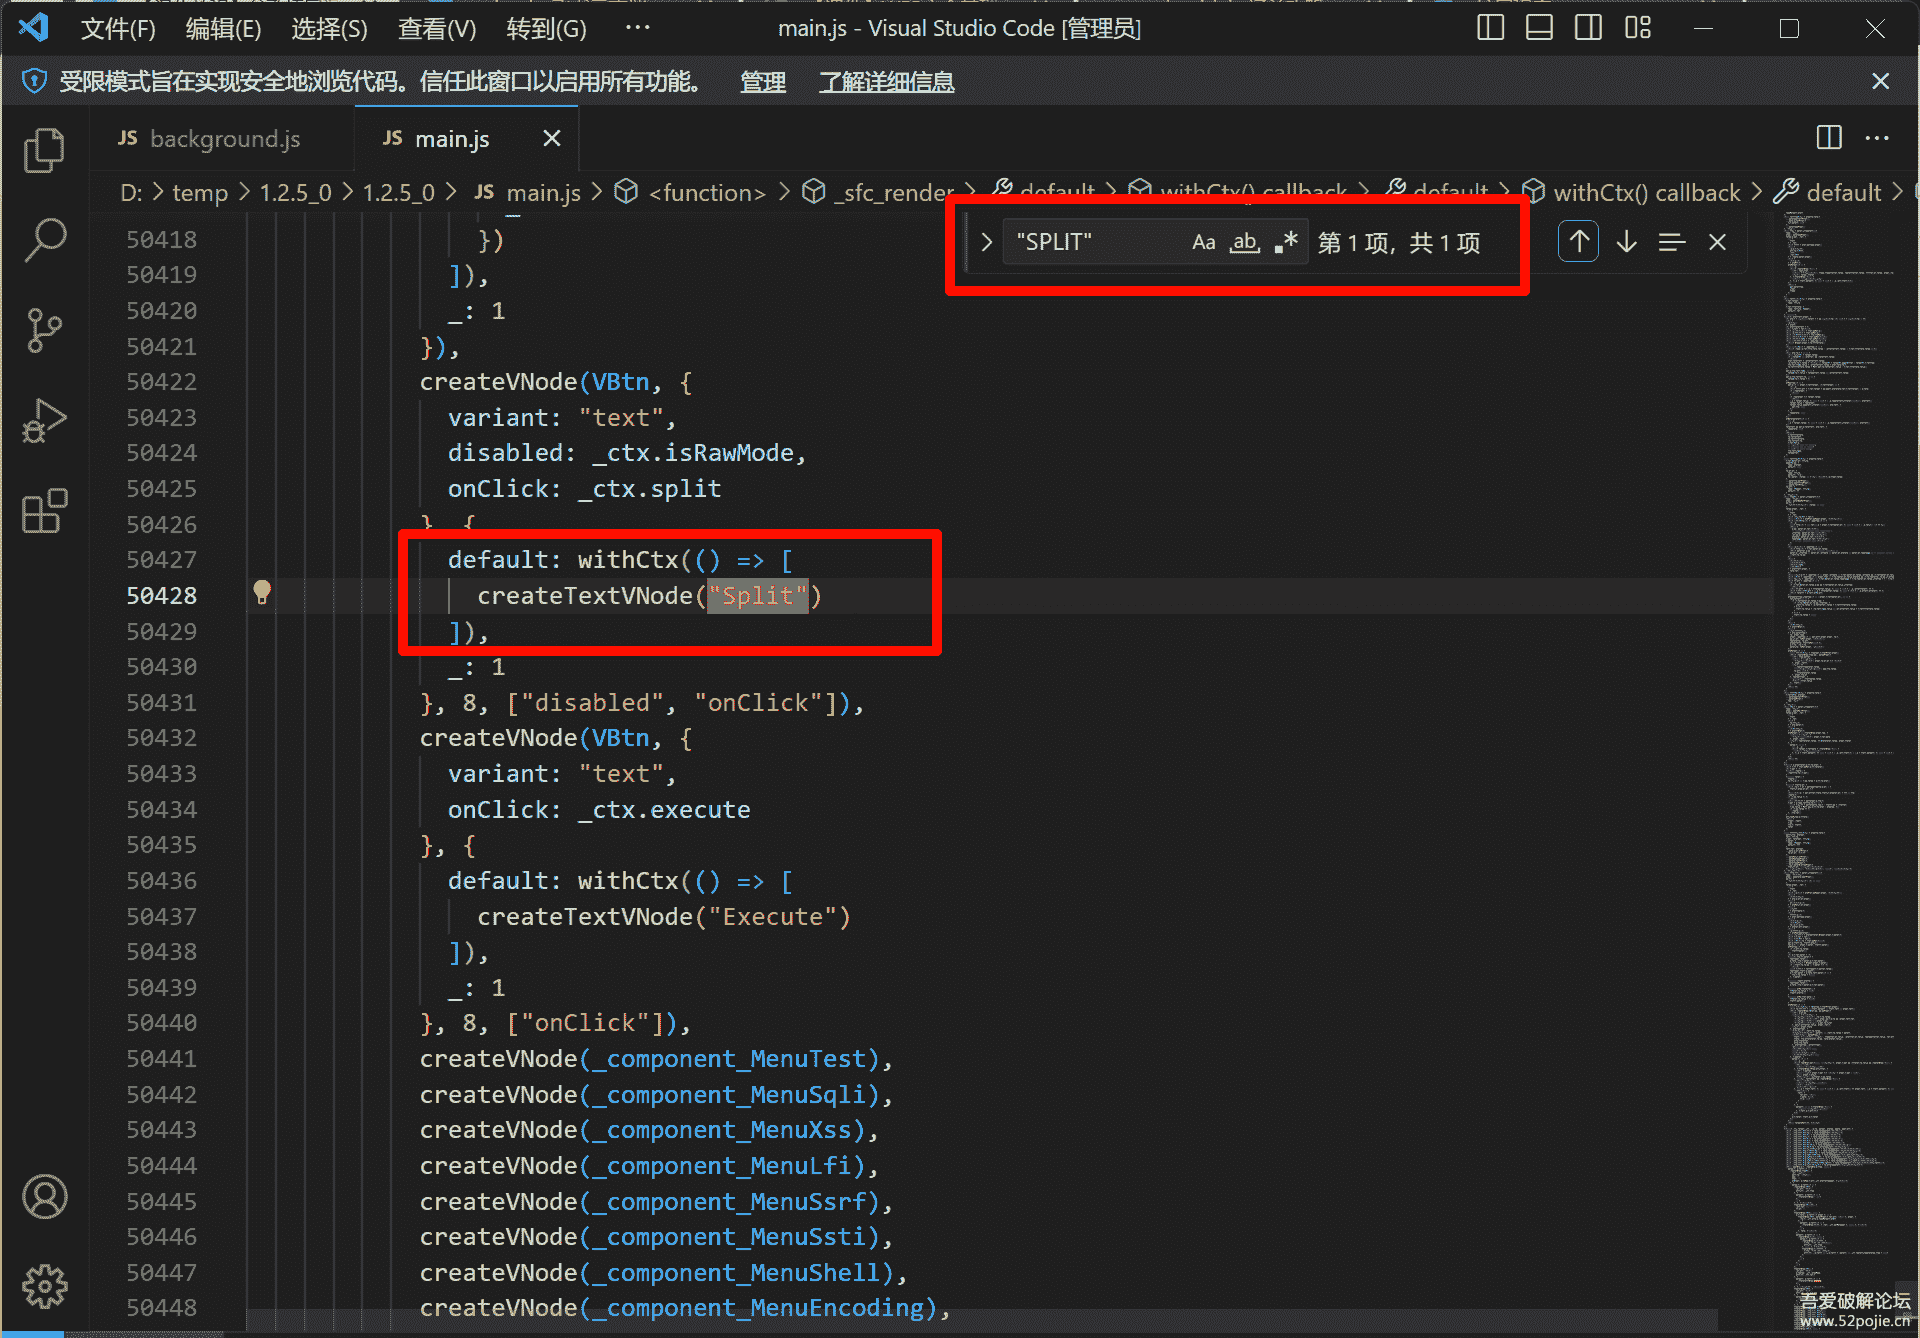 文件(F) 编辑(E) 选择(S) 查看(V) 转到(G) ··· main.js - Visual Studio Code [管理员]
受限模式旨在实现安全地浏览代码。信任此窗口以启用所有功能。 管理 了解详细信息
JS background.js JS main.js
D: > temp > 1.2.5_0 > 1.2.5_0 > JS main.js > <function> > _sfc_render > default > withCtx() callback > default > withCtx() callback > default >
"SPLIT" Aa ab .* 第 1 项，共 1 项
50418 })
50419 ]),
50420 _: 1
50421 }),
50422 createVNode(VBtn, {
50423 variant: "text",
50424 disabled: _ctx.isRawMode,
50425 onClick: _ctx.split
50426 }, {
50427 default: withCtx(() => [
50428 createTextVNode("Split")
50429 ]),
50430 _: 1
50431 }, 8, ["disabled", "onClick"]),
50432 createVNode(VBtn, {
50433 variant: "text",
50434 onClick: _ctx.execute
50435 }, {
50436 default: withCtx(() => [
50437 createTextVNode("Execute")
50438 ]),
50439 _: 1
50440 }, 8, ["onClick"]),
50441 createVNode(_component_MenuTest),
50442 createVNode(_component_MenuSqli),
50443 createVNode(_component_MenuXss),
50444 createVNode(_component_MenuLfi),
50445 createVNode(_component_MenuSsrf),
50446 createVNode(_component_MenuSsti),
50447 createVNode(_component_MenuShell),
50448 createVNode(_component_MenuEncoding),
吾爱破解论坛
www.52pojie.cn